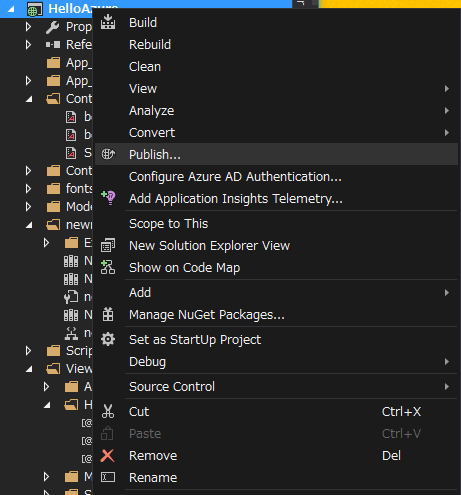 HelloAzure
Prop
Refe
App_
App_
Cont
S
Cont
fonts
Mode
N
N
N
Scrip
View
A
H
M
Build
Rebuild
Clean
View
Analyze
Convert
Publish...
Configure Azure AD Authentication...
Add Application Insights Telemetry...
Scope to This
New Solution Explorer View
Show on Code Map
Add
Manage NuGet Packages...
Set as StartUp Project
Debug
Source Control
Cut Ctrl+X
Paste Ctrl+V
Remove Del
Rename